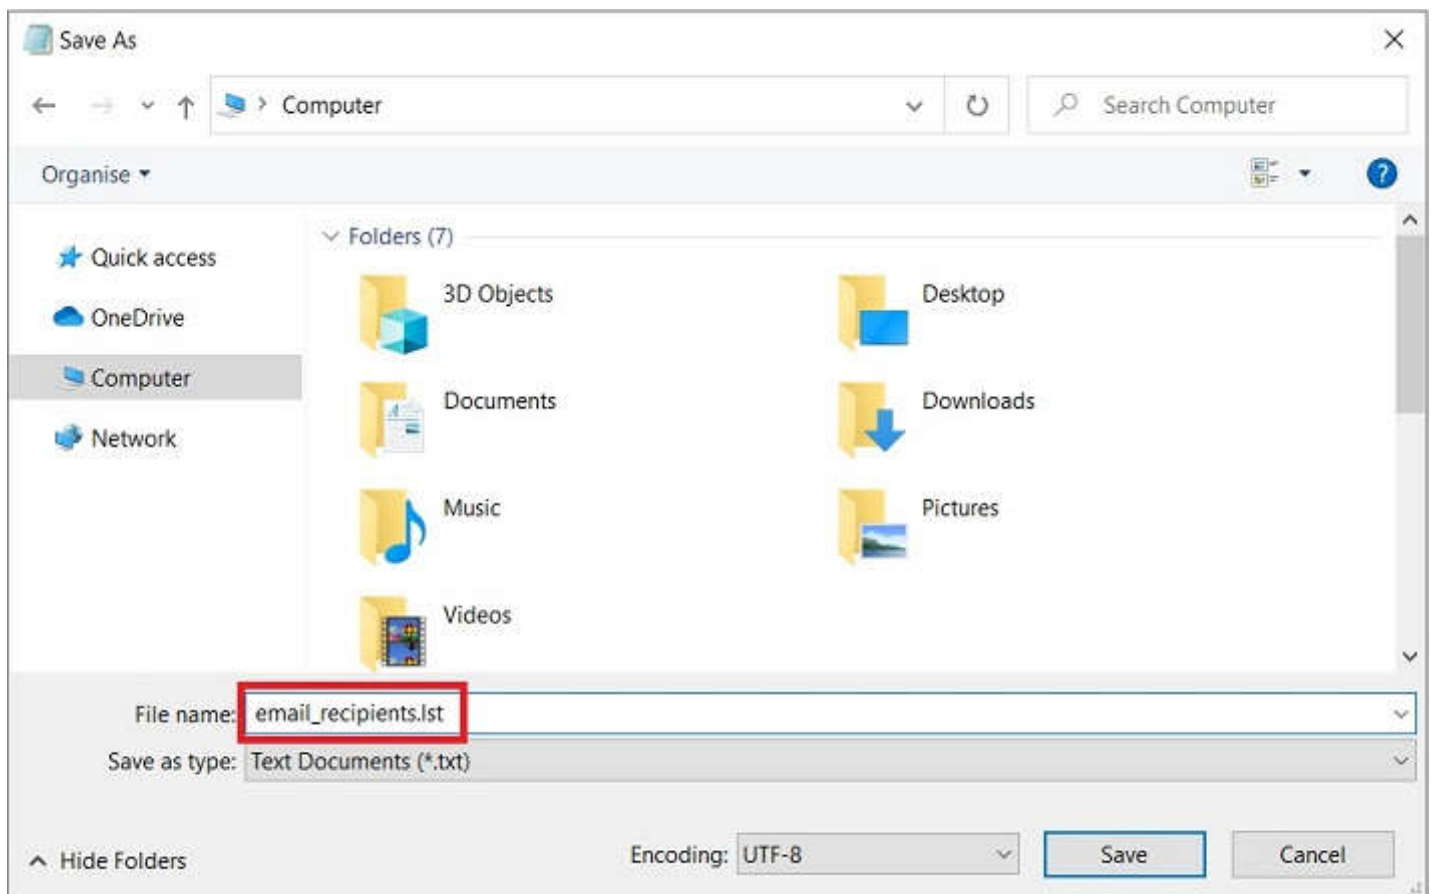 Save As
Computer
Search Computer
Organise
Quick access
OneDrive
Computer
Network
Folders (7)
3D Objects
Desktop
Documents
Downloads
Music
Pictures
Videos
File name: email_recipients.lst
Save as type: Text Documents (*.txt)
Hide Folders
Encoding: UTF-8
Save
Cancel